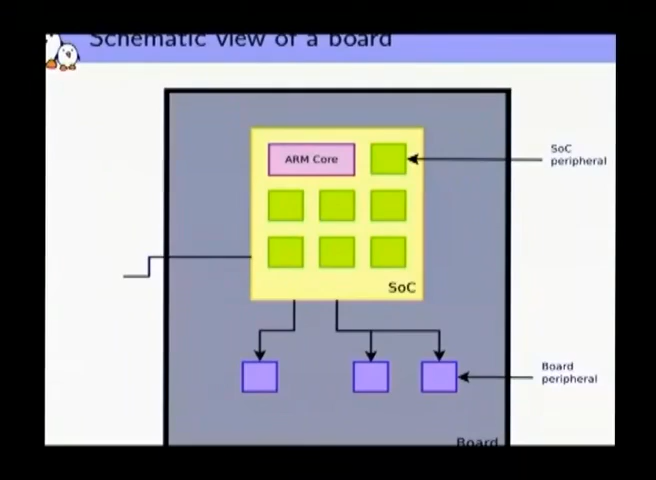 Schematic view of a board
ARM Core
SoC
peripheral
SoC
Board
peripheral
Board